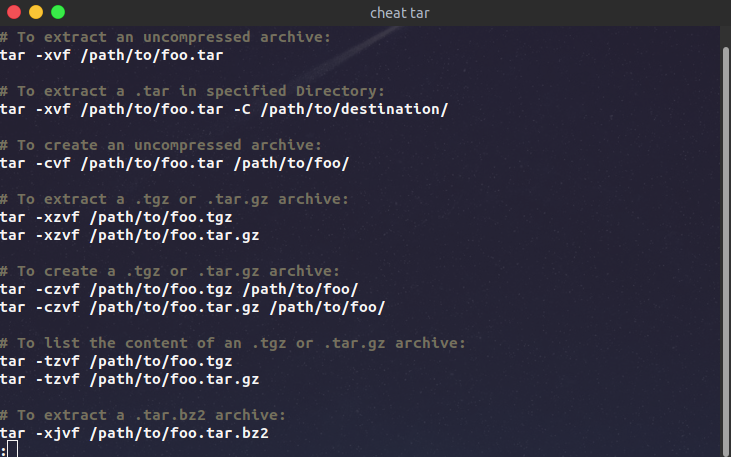 cheat tar
# To extract an uncompressed archive:
tar -xvf /path/to/foo.tar
# To extract a .tar in specified Directory:
tar -xvf /path/to/foo.tar -C /path/to/destination/
# To create an uncompressed archive:
tar -cvf /path/to/foo.tar /path/to/foo/
# To extract a .tgz or .tar.gz archive:
tar -xzvf /path/to/foo.tgz
tar -xzvf /path/to/foo.tar.gz
# To create a .tgz or .tar.gz archive:
tar -czvf /path/to/foo.tgz /path/to/foo/
tar -czvf /path/to/foo.tar.gz /path/to/foo/
# To list the content of an .tgz or .tar.gz archive:
tar -tzvf /path/to/foo.tgz
tar -tzvf /path/to/foo.tar.gz
# To extract a .tar.bz2 archive:
tar -xjvf /path/to/foo.tar.bz2
: